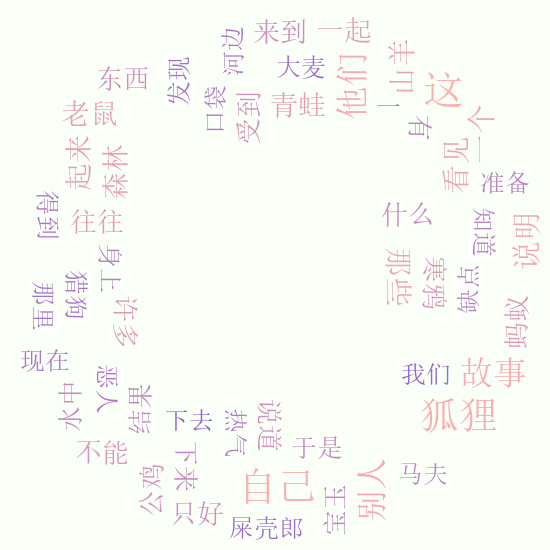 来到
一起
河边
大麦
他们
山羊
东西
发现
这
口袋
受到
青蛙
一
有
一个
老鼠
起来
森林
看见
准备
得到
往往
什么
知道
说明
身上
那些
寒鸦
缺点
那里
猎狗
许多
蚂蚁
现在
恶人
我们
故事
水中
结果
下去
热气
说道
狐狸
不能
下来
于是
公鸡
只好
自己
别人
马夫
屎壳郎
宝玉